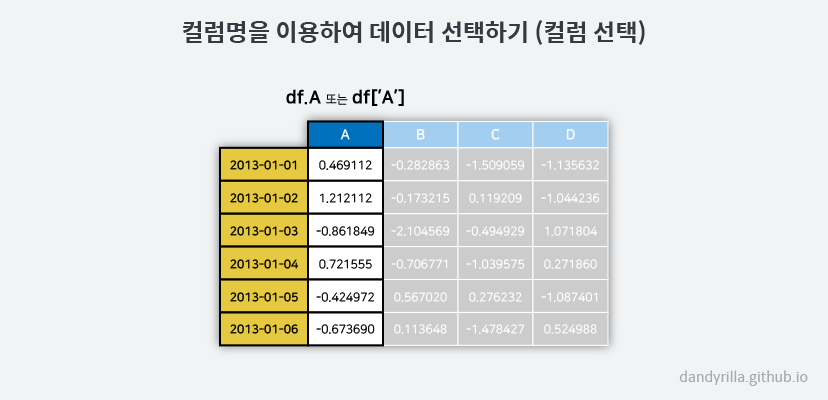 컬럼명을 이용하여 데이터 선택하기 (컬럼 선택)
df.A 또는 df['A']
A B C D
2013-01-01 0.469112 -0.282863 -1.509059 -1.135632
2013-01-02 1.212112 -0.173215 0.119209 -1.044236
2013-01-03 -0.861849 -2.104569 -0.494929 1.071804
2013-01-04 0.721555 -0.706771 -1.039575 0.271860
2013-01-05 -0.424972 0.567020 0.276232 -1.087401
2013-01-06 -0.673690 0.113648 -1.478427 0.524988
dandyrilla.github.io